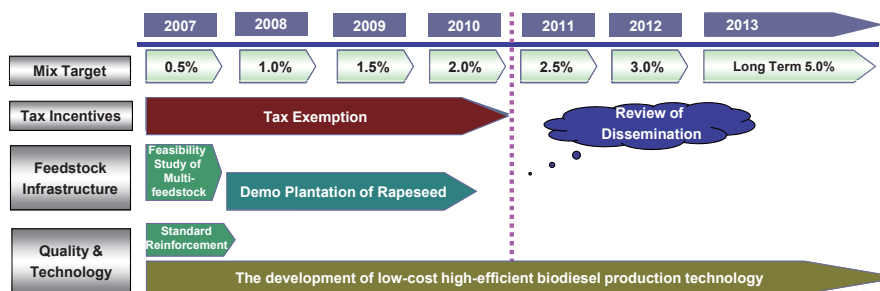 2007 2008 2009 2010 2011 2012 2013
Mix Target 0.5% 1.0% 1.5% 2.0% 2.5% 3.0% Long Term 5.0%
Tax Incentives
Tax Exemption
Review of
Dissemination
Feedstock
Infrastructure
Feasibility
Study of
Multi-
feedstock
Demo Plantation of Rapeseed
Quality &
Technology
Standard
Reinforcement
The development of low-cost high-efficient biodiesel production technology